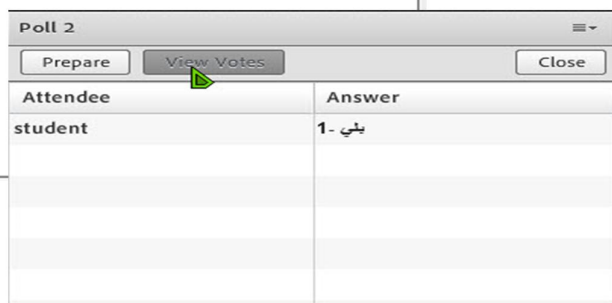 Poll 2
Prepare View Votes Close
Attendee Answer
student 1- بلي